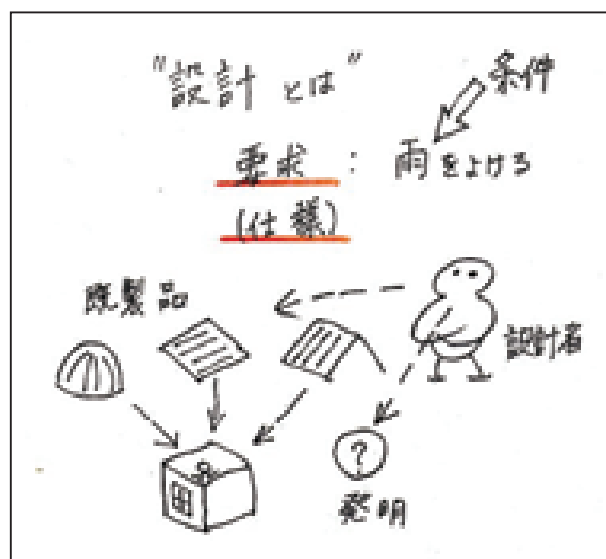 "設計とは"
条件
要求：雨をよける
(仕様)
既製品
設計者
?
発明